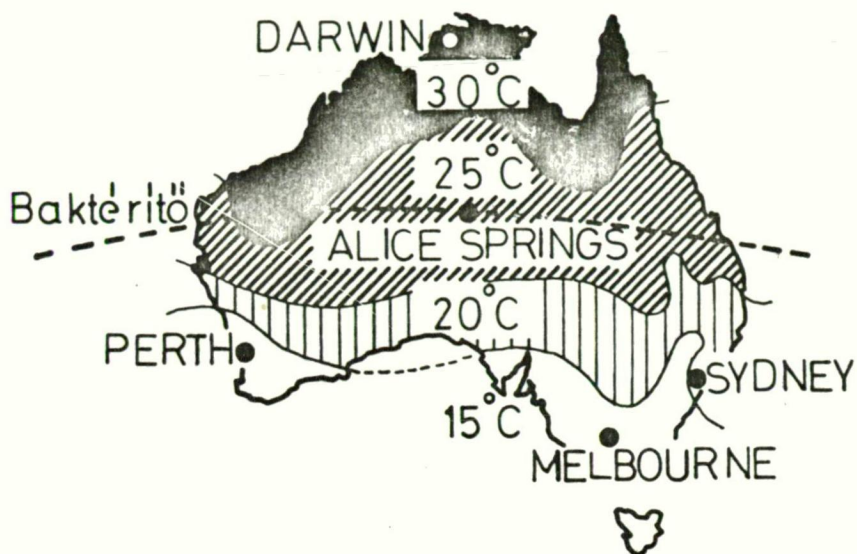 DARWIN
30°C
25°C
Baktérítő
ALICE SPRINGS
20°C
PERTH
SYDNEY
15°C
MELBOURNE